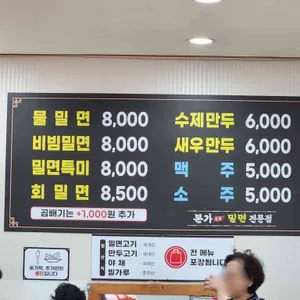 물 밀 면 8,000
비빔밀면 8,000
밀면특미 8,000
회 밀 면 8,500
곱빼기는 +1,000원 추가
수제만두 6,000
새우만두 6,000
맥 주 5,000
소 주 5,000
본가 밀면 전문점
밀면고기
만두고기
야 채
밀가루
전 메뉴
포장됩니다